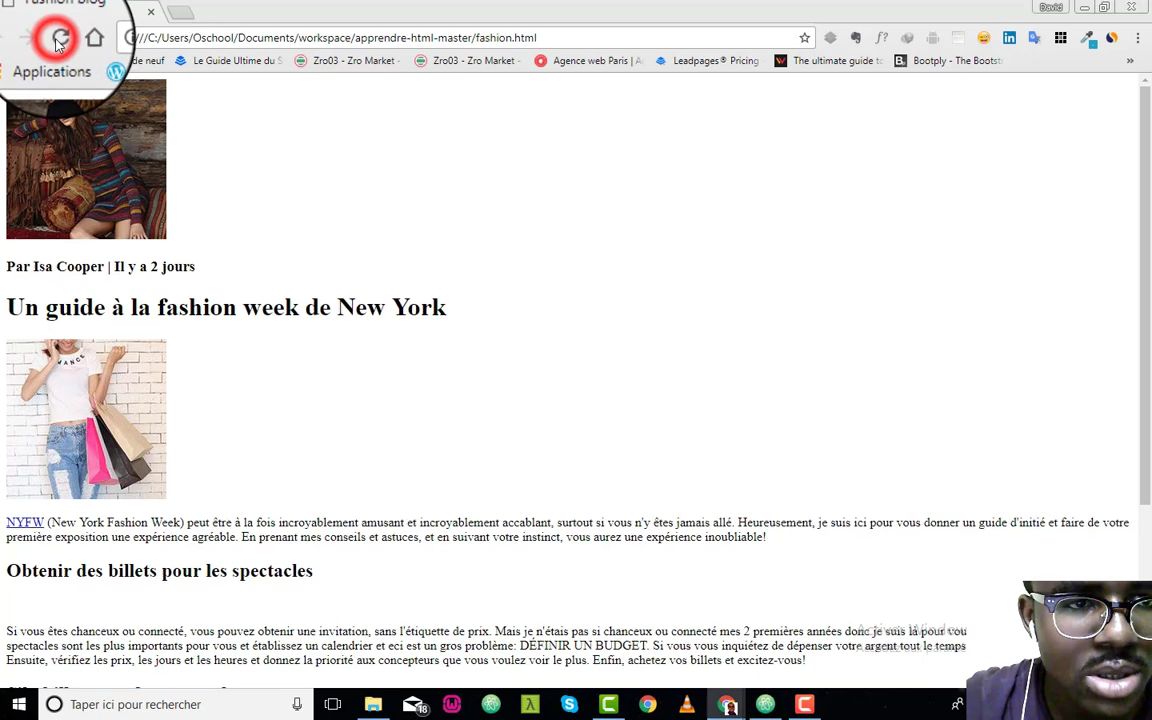 Fashion blog
David
///C:/Users/Oschool/Documents/workspace/apprendre-html-master/fashion.html
f?
Applications
de neuf
Le Guide Ultime du S
Zro03 - Zro Market -
Zro03 - Zro Market -
Agence web Paris | A
Leadpages® Pricing
The ultimate guide to
Bootply - The Bootst
»
ROMANCE
Par Isa Cooper | Il y a 2 jours
Un guide à la fashion week de New York
NYFW (New York Fashion Week) peut être à la fois incroyablement amusant et incroyablement accablant, surtout si vous n'y êtes jamais allé. Heureusement, je suis ici pour vous donner un guide d'initié et faire de votre
première exposition une expérience agréable. En prenant mes conseils et astuces, et en suivant votre instinct, vous aurez une expérience inoubliable!
Obtenir des billets pour les spectacles
Si vous êtes chanceux ou connecté, vous pouvez obtenir une invitation, sans l'étiquette de prix. Mais je n'étais pas si chanceux ou connecté mes 2 premières années donc je suis là pour vou
spectacles sont les plus importants pour vous et établissez un calendrier et eci est un gros problème: DÉFINIR UN BUDGET. Si vous vous inquiétez de dépenser votre argent tout le temps
Ensuite, vérifiez les prix, les jours et les heures et donnez la priorité aux concepteurs que vous voulez voir le plus. Enfin, achetez vos billets et excitez-vous!
Taper ici pour rechercher
18